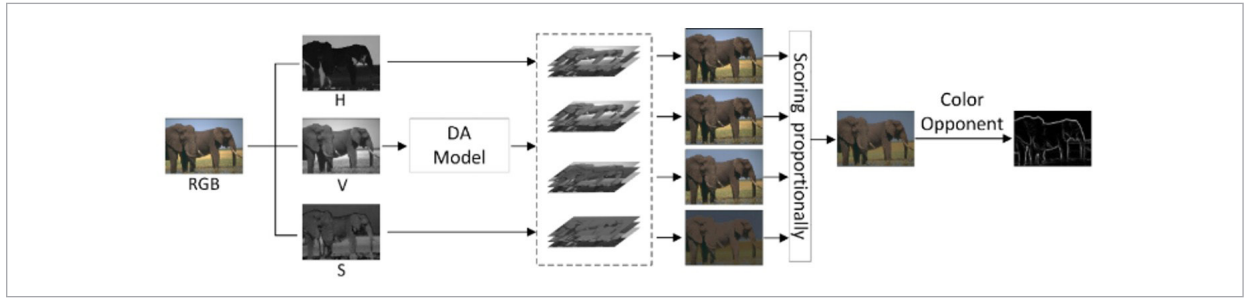 RGB
H
V
S
DA
Model
Scoring proportionally
Color
Opponent